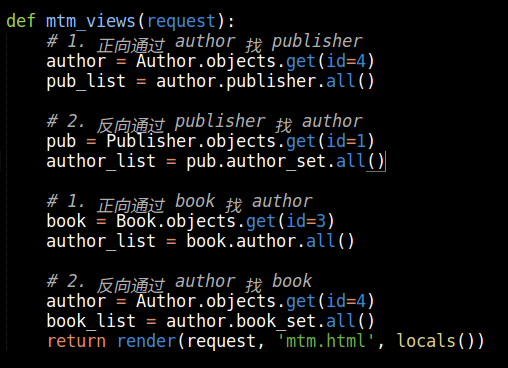 def mtm_views(request):
    # 1. 正向通过 author 找 publisher
    author = Author.objects.get(id=4)
    pub_list = author.publisher.all()

    # 2. 反向通过 publisher 找 author
    pub = Publisher.objects.get(id=1)
    author_list = pub.author_set.all()

    # 1. 正向通过 book 找 author
    book = Book.objects.get(id=3)
    author_list = book.author.all()

    # 2. 反向通过 author 找 book
    author = Author.objects.get(id=4)
    book_list = author.book_set.all()
    return render(request, 'mtm.html', locals())